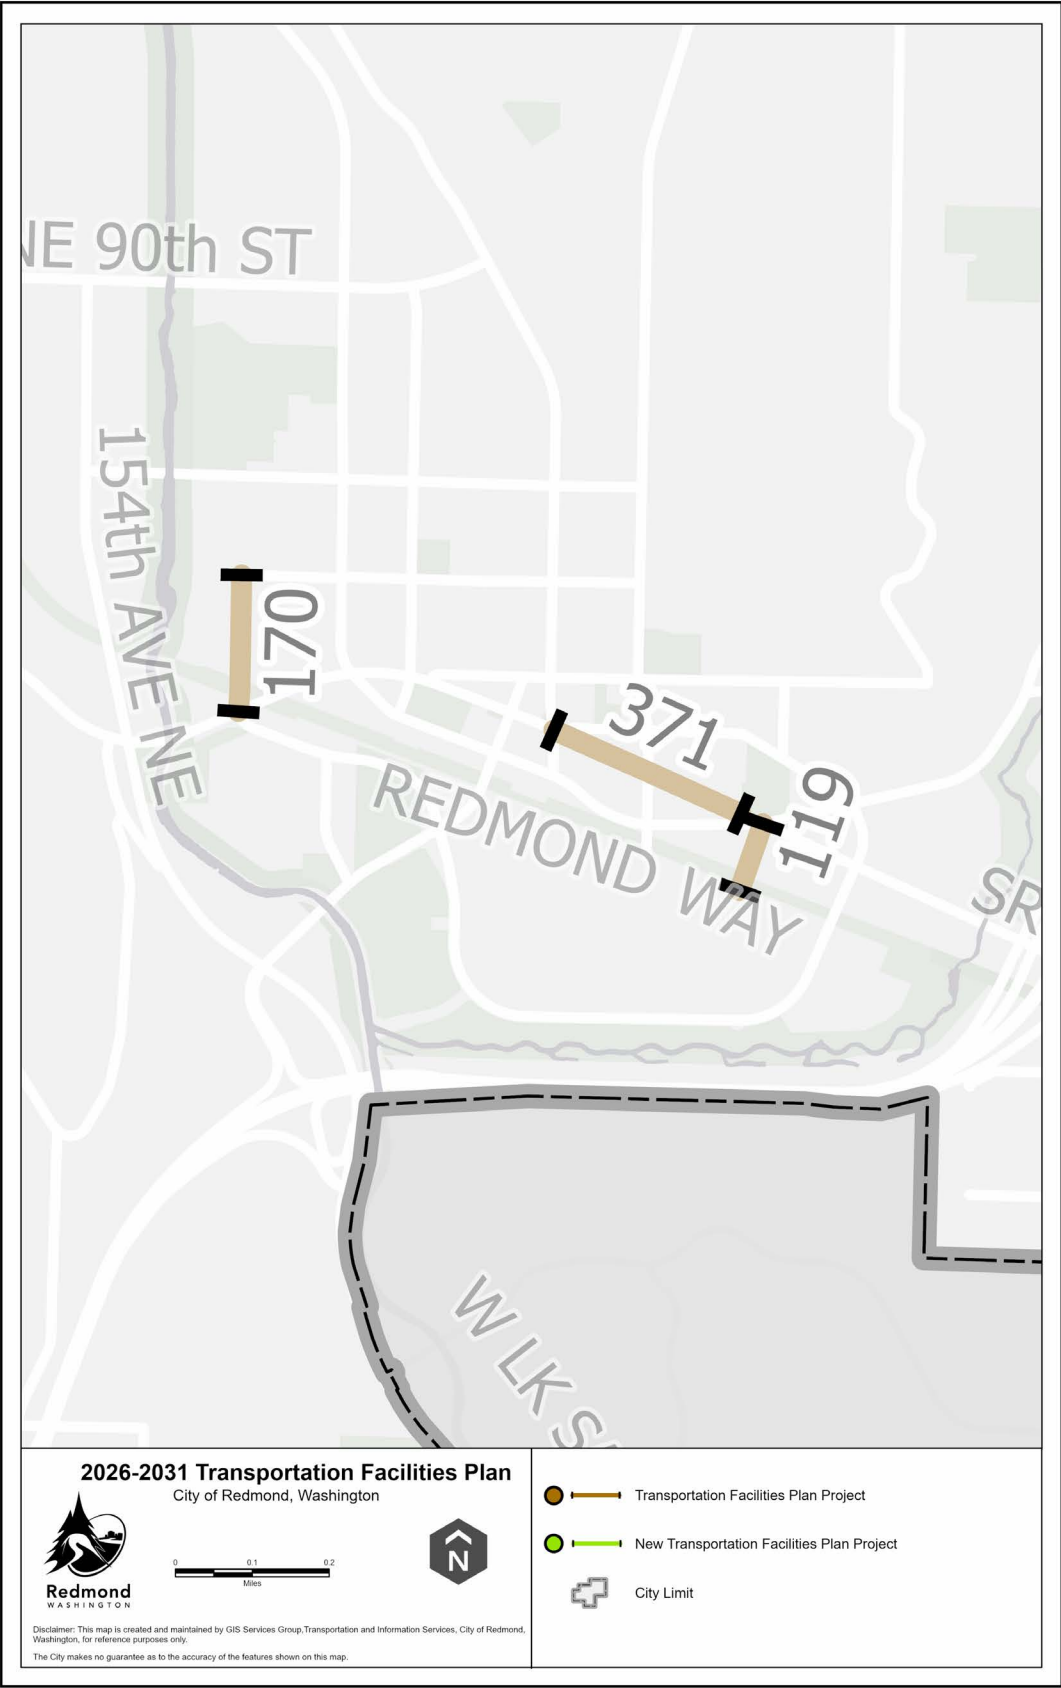 NE 90th ST
154th AVE NE
170
371
119
REDMOND WAY
SR
W LK S
2026-2031 Transportation Facilities Plan
City of Redmond, Washington
0 0.1 0.2
Miles
N
Redmond
WASHINGTON
Disclaimer: This map is created and maintained by GIS Services Group,Transportation and Information Services, City of Redmond,
Washington, for reference purposes only.
The City makes no guarantee as to the accuracy of the features shown on this map.
Transportation Facilities Plan Project
New Transportation Facilities Plan Project
City Limit